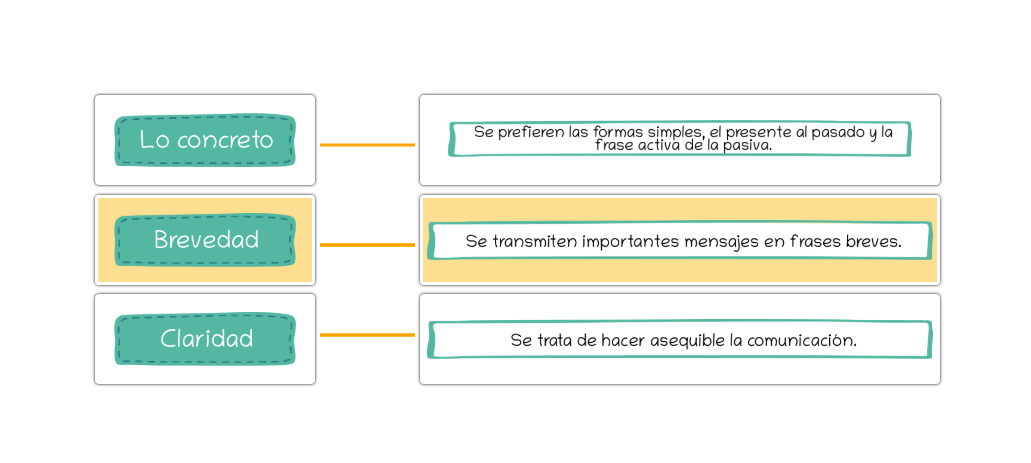 Lo concreto
Se prefieren las formas simples, el presente al pasado y la
frase activa de la pasiva.
Brevedad
Se transmiten importantes mensajes en frases breves.
Claridad
Se trata de hacer asequible la comunicación.